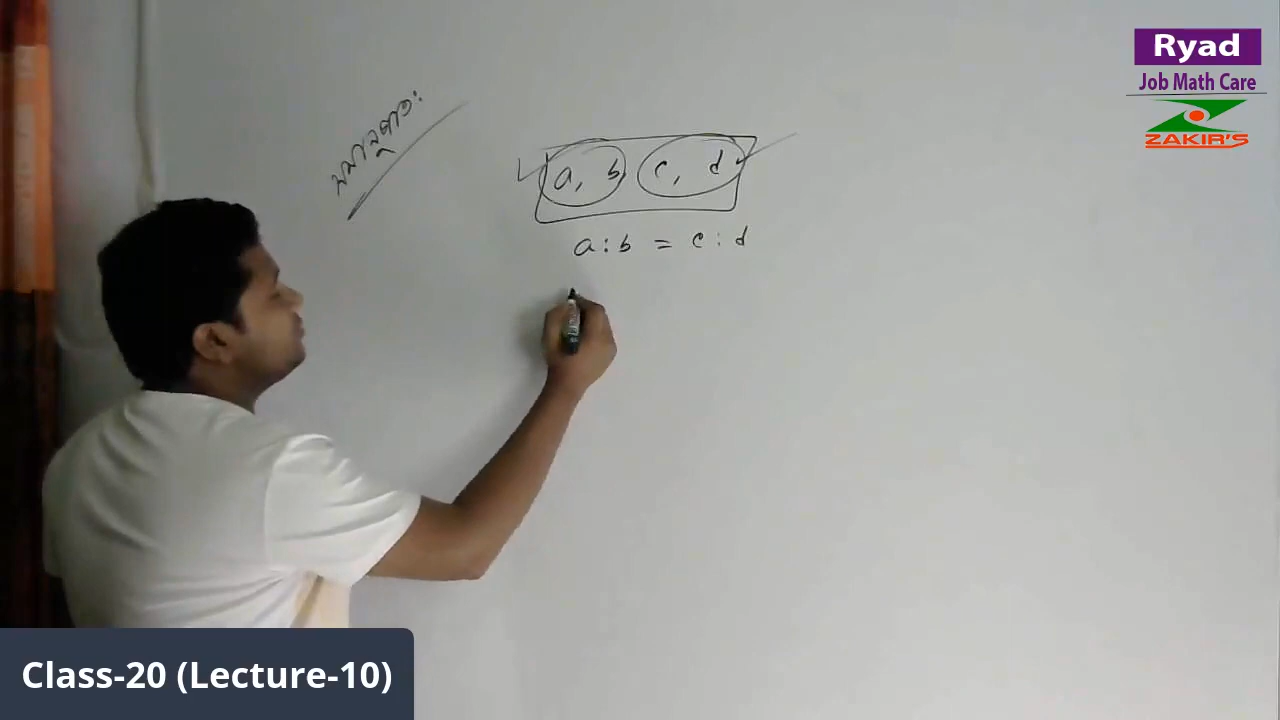 সমানুপাত:
a, b c, d
a : b = c : d
Ryad
Job Math Care
ZAKIR'S
Class-20 (Lecture-10)